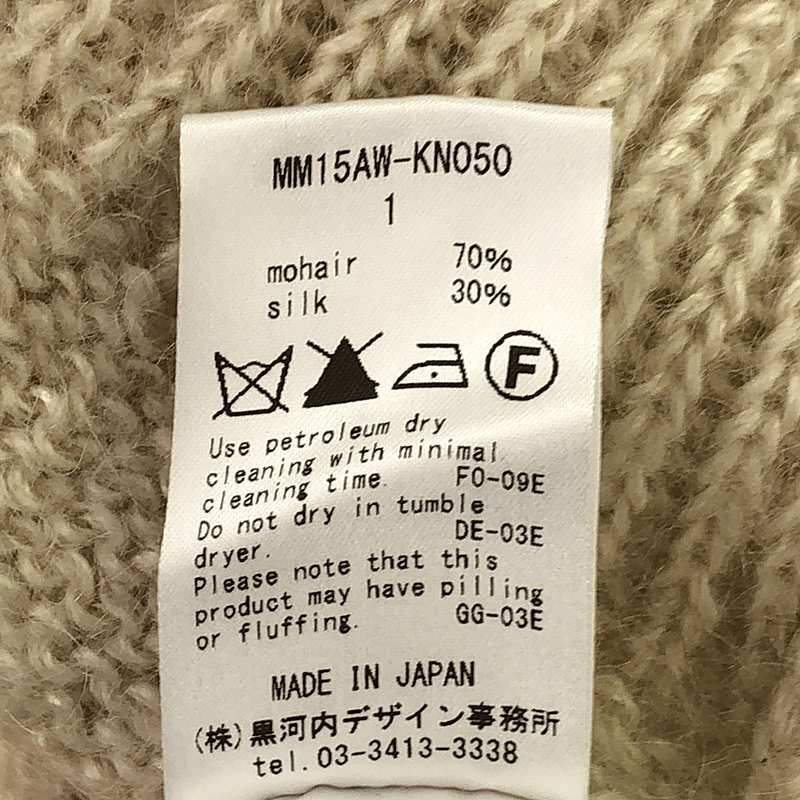 MM15AW-KN050
1
mohair 70%
silk 30%
F
Use petroleum dry
cleaning with minimal
cleaning time. FO-09E
Do not dry in tumble
dryer. DE-03E
Please note that this
product may have pilling
or fluffing. GG-03E
MADE IN JAPAN
(株)黒河内デザイン事務所
tel. 03-3413-3338